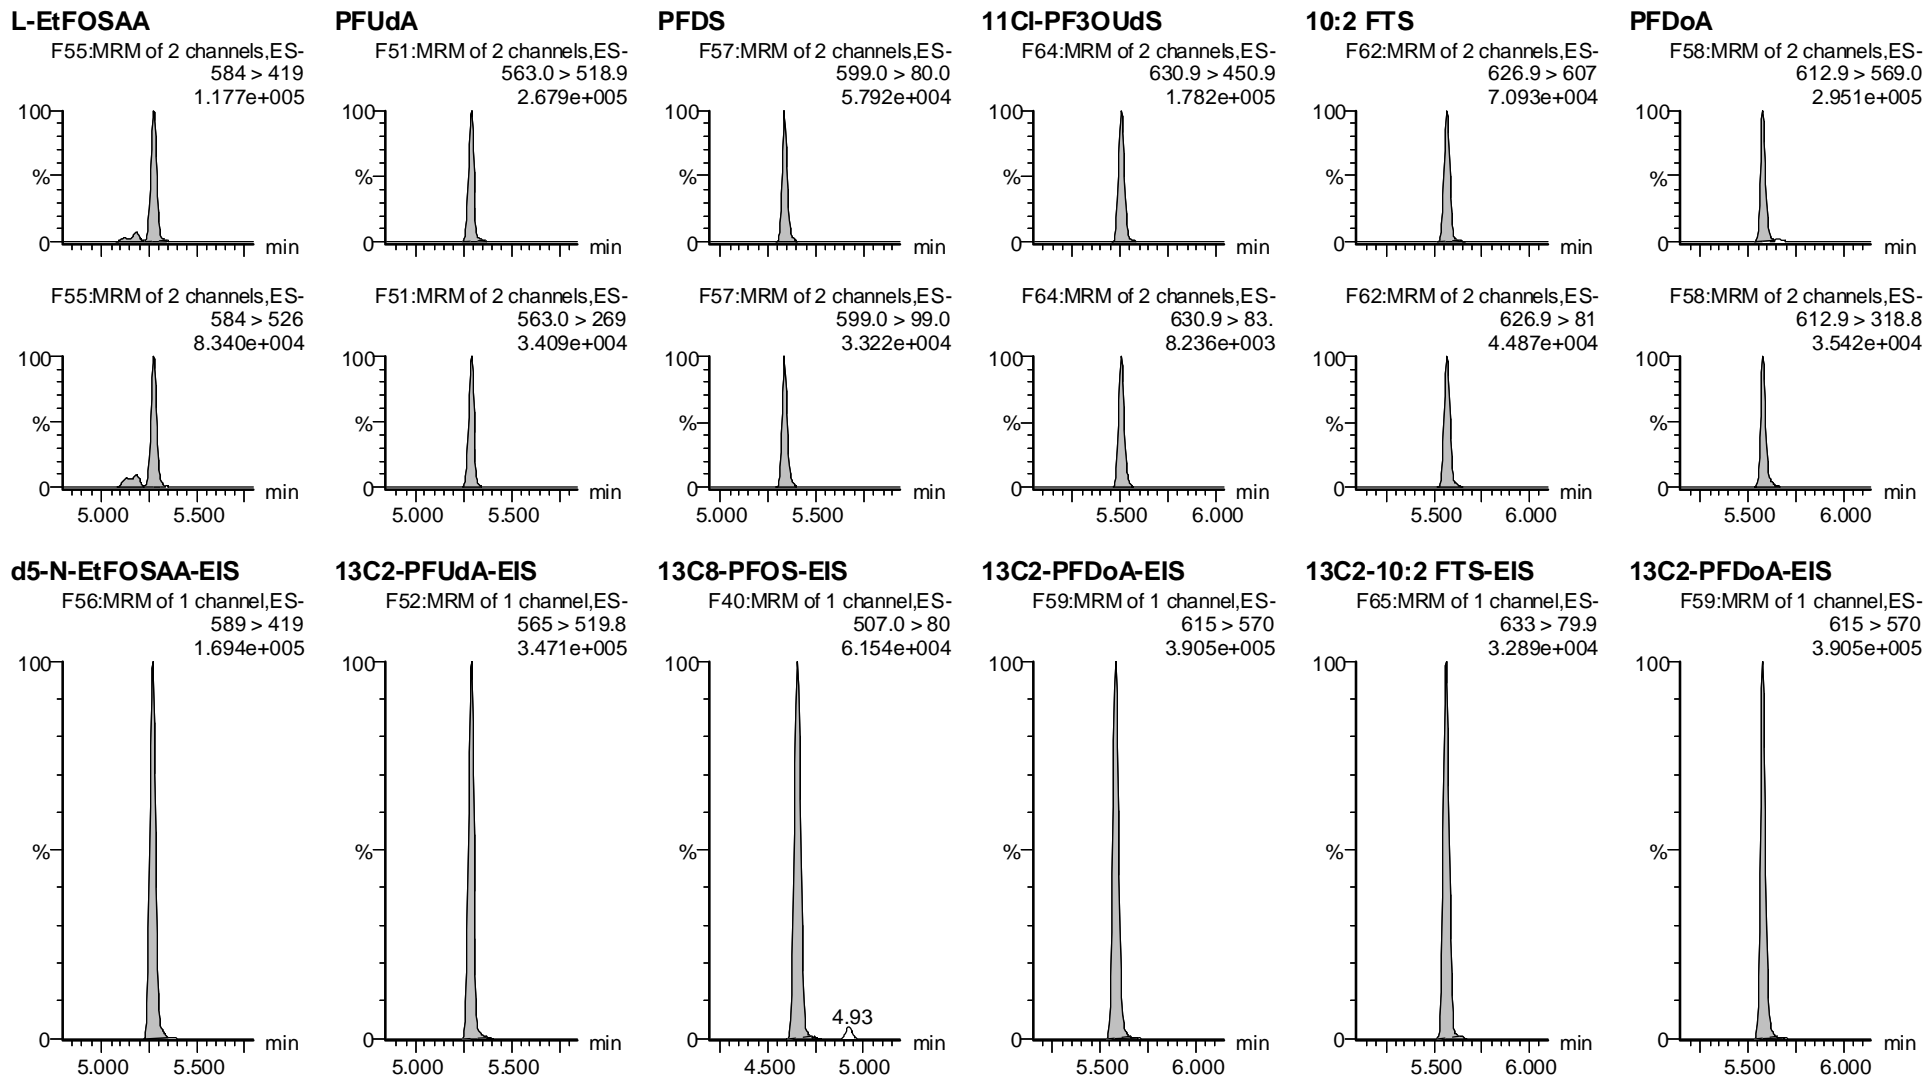 L-EtFOSAA
F55:MRM of 2 channels,ES-
584 > 419
1.177e+005
100
%
0
min
F55:MRM of 2 channels,ES-
584 > 526
8.340e+004
100
%
0
min
5.000 5.500
PFUdA
F51:MRM of 2 channels,ES-
563.0 > 518.9
2.679e+005
100
%
0
min
F51:MRM of 2 channels,ES-
563.0 > 269
3.409e+004
100
%
0
min
5.000 5.500
PFDS
F57:MRM of 2 channels,ES-
599.0 > 80.0
5.792e+004
100
%
0
min
F57:MRM of 2 channels,ES-
599.0 > 99.0
3.322e+004
100
%
0
min
5.000 5.500
11Cl-PF3OUdS
F64:MRM of 2 channels,ES-
630.9 > 450.9
1.782e+005
100
%
0
min
F64:MRM of 2 channels,ES-
630.9 > 83.
8.236e+003
100
%
0
min
5.500 6.000
10:2 FTS
F62:MRM of 2 channels,ES-
626.9 > 607
7.093e+004
100
%
0
min
F62:MRM of 2 channels,ES-
626.9 > 81
4.487e+004
100
%
0
min
5.500 6.000
PFDoA
F58:MRM of 2 channels,ES-
612.9 > 569.0
2.951e+005
100
%
0
min
F58:MRM of 2 channels,ES-
612.9 > 318.8
3.542e+004
100
%
0
min
5.500 6.000
d5-N-EtFOSAA-EIS
F56:MRM of 1 channel,ES-
589 > 419
1.694e+005
100
%
0
min
5.000 5.500
13C2-PFUdA-EIS
F52:MRM of 1 channel,ES-
565 > 519.8
3.471e+005
100
%
0
min
5.000 5.500
13C8-PFOS-EIS
F40:MRM of 1 channel,ES-
507.0 > 80
6.154e+004
100
%
4.93
0
min
4.500 5.000
13C2-PFDoA-EIS
F59:MRM of 1 channel,ES-
615 > 570
3.905e+005
100
%
0
min
5.500 6.000
13C2-10:2 FTS-EIS
F65:MRM of 1 channel,ES-
633 > 79.9
3.289e+004
100
%
0
min
5.500 6.000
13C2-PFDoA-EIS
F59:MRM of 1 channel,ES-
615 > 570
3.905e+005
100
%
0
min
5.500 6.000